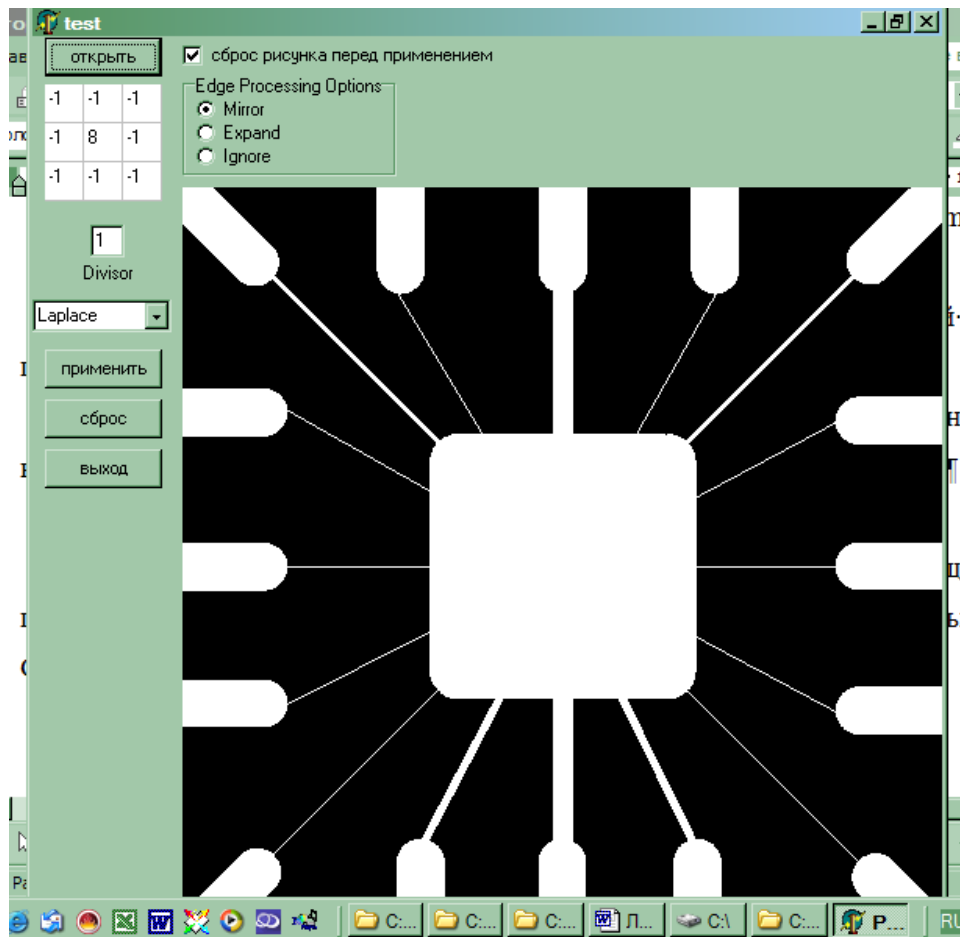 test
открыть
сброс рисунка перед применением
Edge Processing Options
Mirror
Expand
Ignore
-1 -1 -1
-1 8 -1
-1 -1 -1
1
Divisor
Laplace
применить
сброс
выход
С:... С:... С:... Л... С:\ С:... P... RU